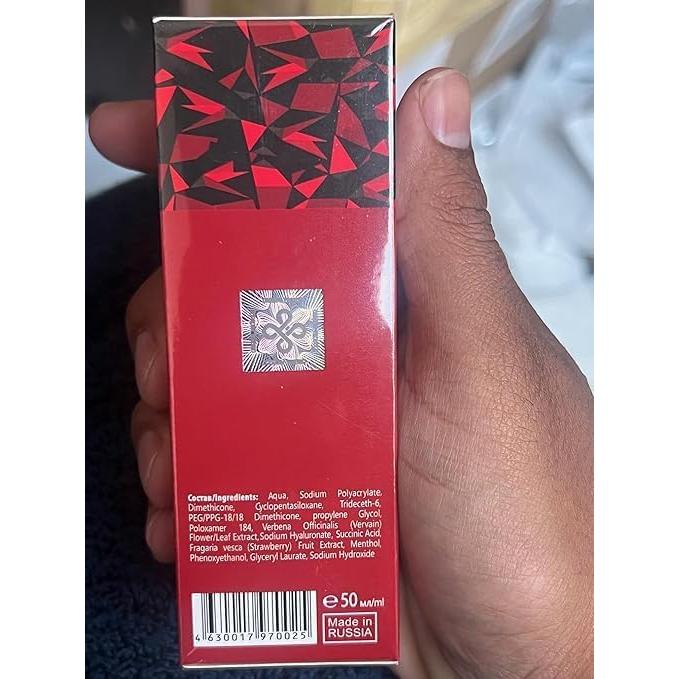 Состав/Ingredients: Aqua, Sodium Polyacrylate,
Dimethicone, Cyclopentasiloxane, Trideceth-6,
PEG/PPG-18/18 Dimethicone, propylene Glycol,
Poloxamer 184, Verbena Officinalis (Vervain)
Flower/Leaf Extract, Sodium Hyaluronate, Succinic Acid,
Fragaria vesca (Strawberry) Fruit Extract, Menthol,
Phenoxyethanol, Glyceryl Laurate, Sodium Hydroxide
4 630017 970025
℮ 50 мл/ml
Made in
RUSSIA